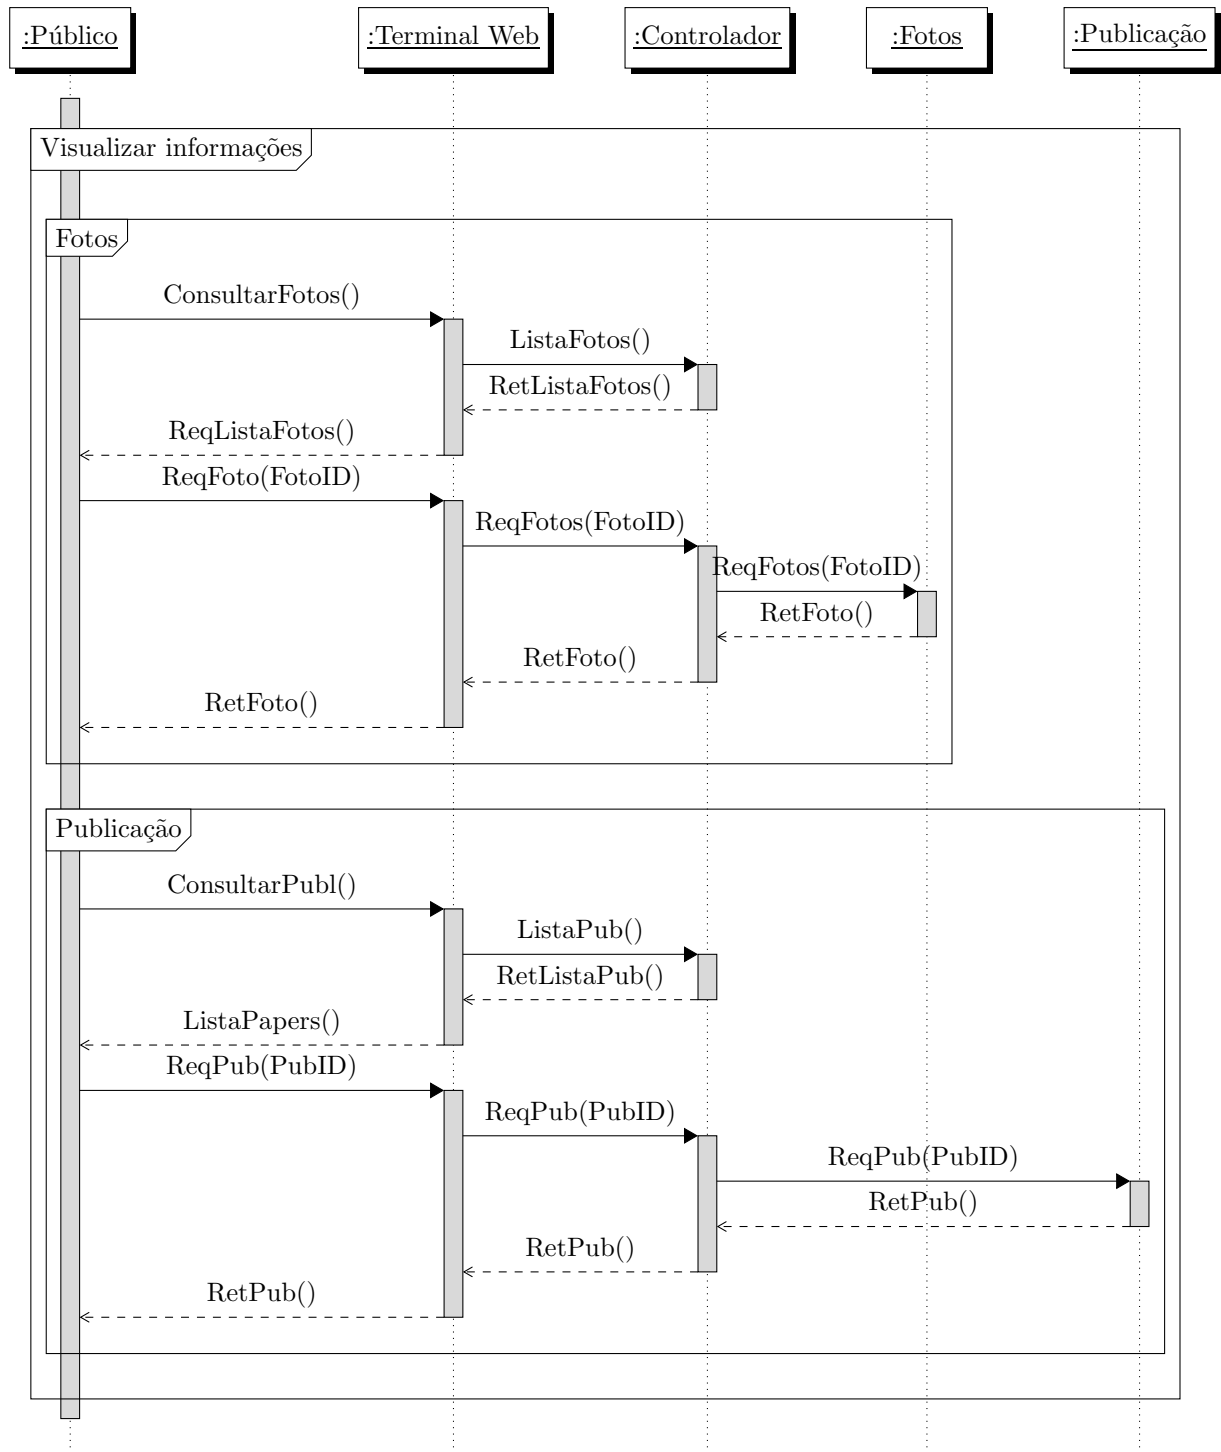 :Público
:Terminal Web
:Controlador
:Fotos
:Publicação
Visualizar informações
Fotos
ConsultarFotos()
ListaFotos()
RetListaFotos()
ReqListaFotos()
ReqFoto(FotoID)
ReqFotos(FotoID)
ReqFotos(FotoID)
RetFoto()
RetFoto()
RetFoto()
Publicação
ConsultarPubl()
ListaPub()
RetListaPub()
ListaPapers()
ReqPub(PubID)
ReqPub(PubID)
ReqPub(PubID)
RetPub()
RetPub()
RetPub()